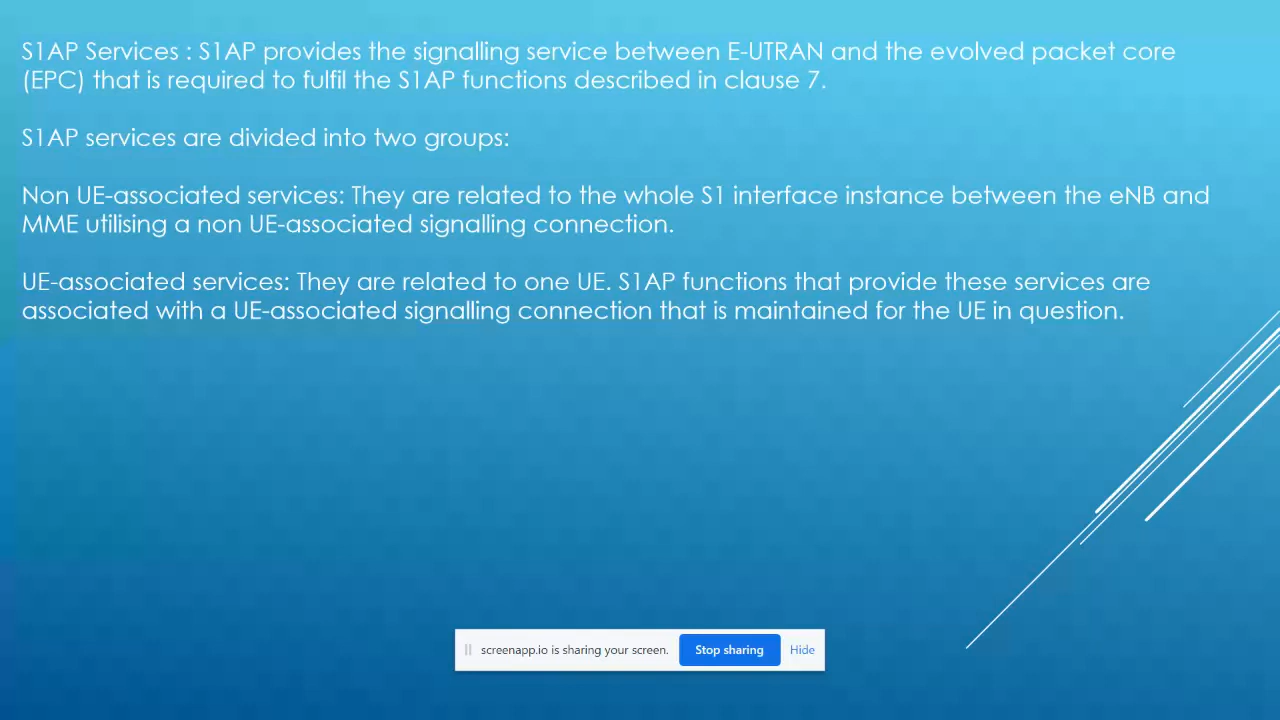 S1AP Services : S1AP provides the signalling service between E-UTRAN and the evolved packet core
(EPC) that is required to fulfil the S1AP functions described in clause 7.
S1AP services are divided into two groups:
Non UE-associated services: They are related to the whole S1 interface instance between the eNB and
MME utilising a non UE-associated signalling connection.
UE-associated services: They are related to one UE. S1AP functions that provide these services are
associated with a UE-associated signalling connection that is maintained for the UE in question.
screenapp.io is sharing your screen. Stop sharing Hide